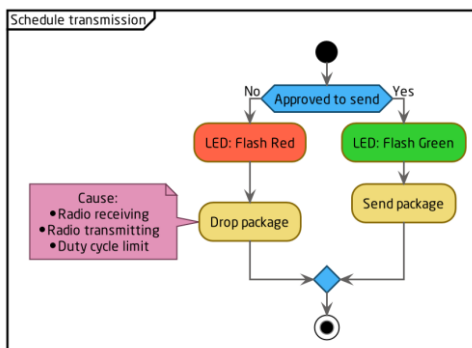 Schedule transmission
No
Yes
Approved to send
LED: Flash Red
LED: Flash Green
Cause:
• Radio receiving
• Radio transmitting
• Duty cycle limit
Drop package
Send package